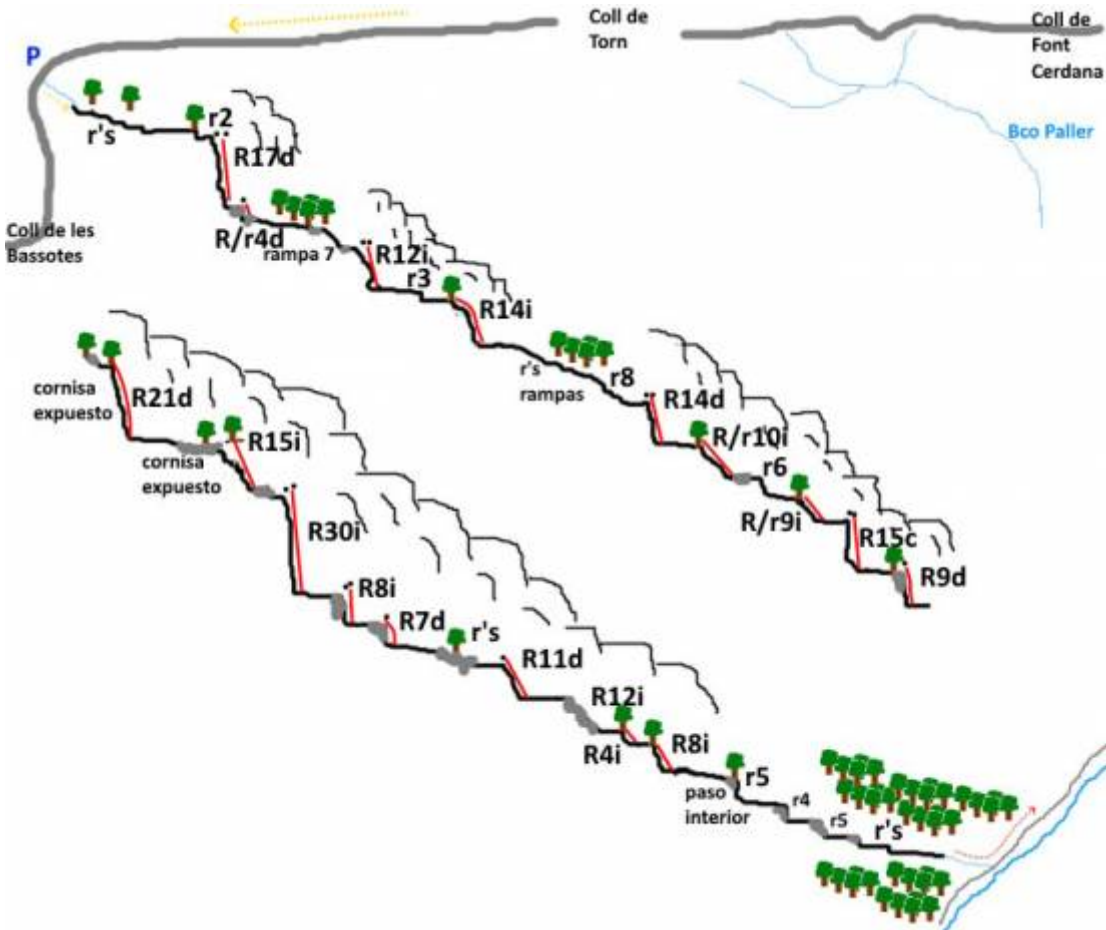 Coll de
Torn
Coll de
Font
Cerdana
P
Bco Paller
Coll de les
Bassotes
r's
r2
R17d
R/r4d
rampa 7
R12i
r3
R14i
r's
rampas
r8
R14d
R/r10i
r6
R/r9i
R15c
R9d
cornisa
expuesto
R21d
cornisa
expuesto
R15i
R30i
R8i
R7d
r's
R11d
R12i
R4i
R8i
paso
interior
r5
r4
r5
r's